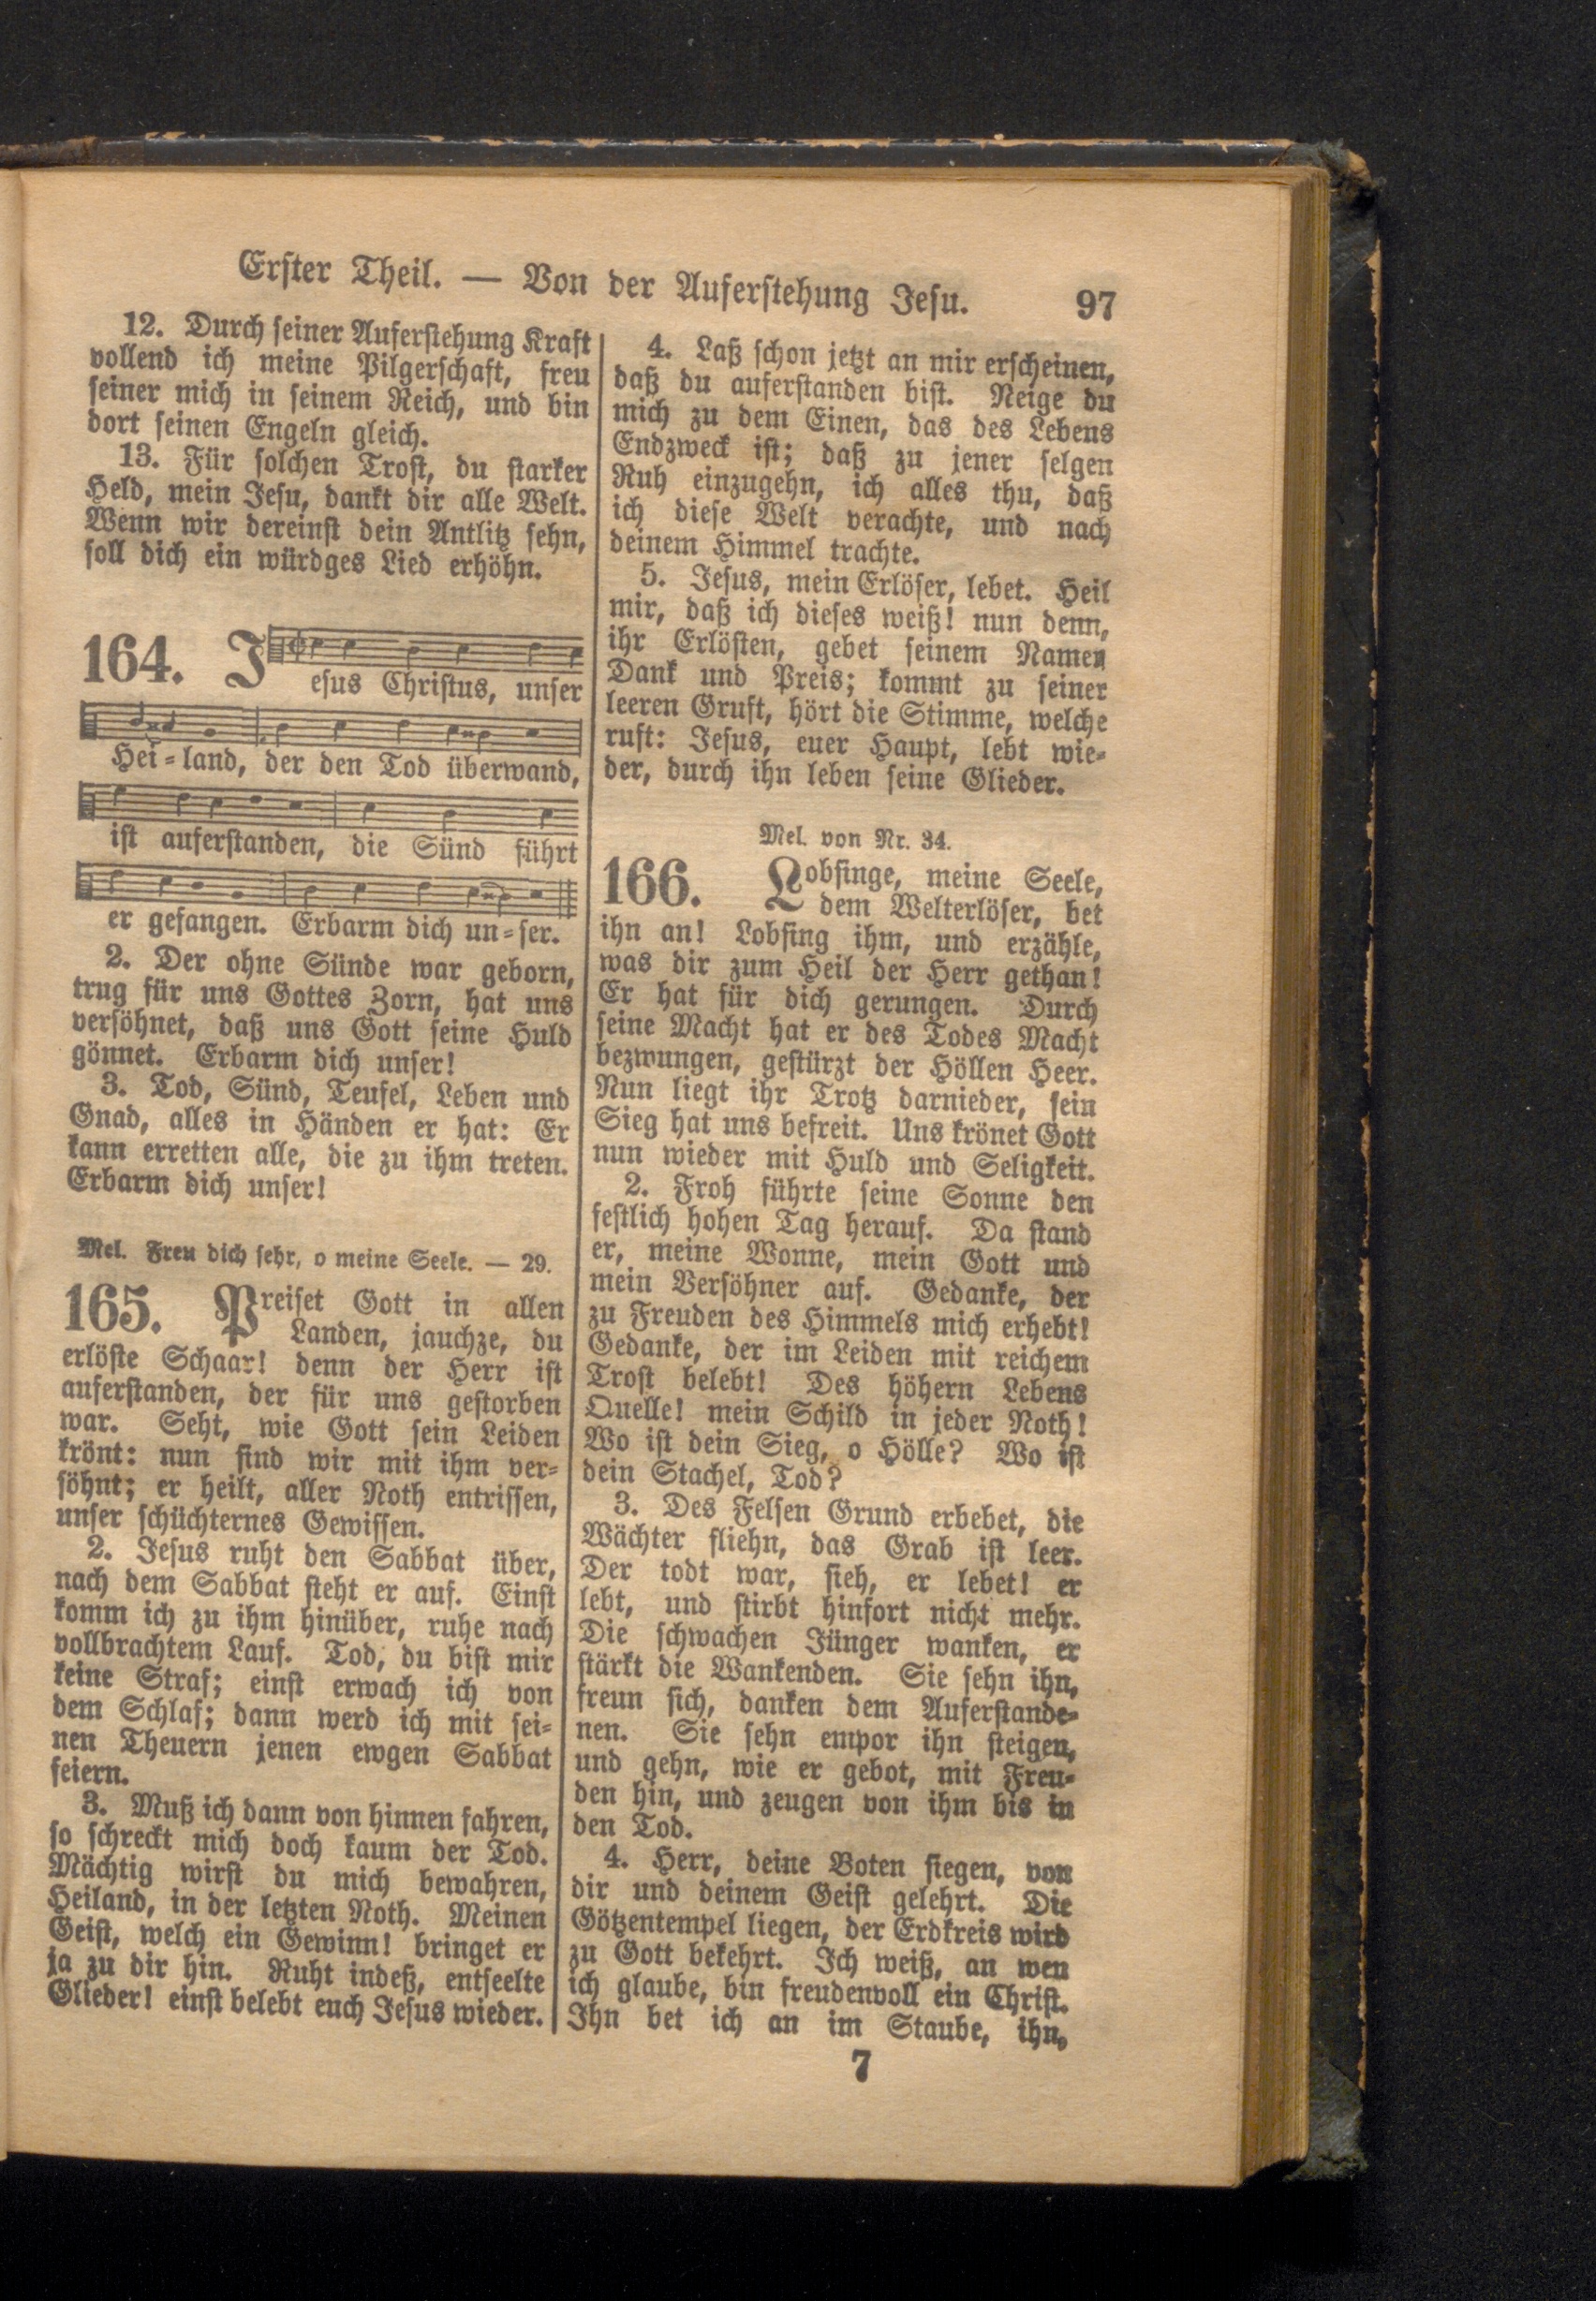 Erster Theil. — Von der Auferstehung Jesu. 97
12. Durch seiner Auferstehung Kraft
vollend ich meine Pilgerschaft, freu
seiner mich in seinem Reich, und bin
dort seinen Engeln gleich.
13. Für solchen Trost, du starker
Held, mein Jesu, dankt dir alle Welt.
Wenn wir dereinst dein Antlitz sehn,
soll dich ein würdges Lied erhöhn.
164. Jesus Christus, unser
Hei=land, der den Tod überwand,
ist auferstanden, die Sünd führt
er gefangen. Erbarm dich un=ser.
2. Der ohne Sünde war geborn,
trug für uns Gottes Zorn, hat uns
versöhnet, daß uns Gott seine Huld
gönnet. Erbarm dich unser!
3. Tod, Sünd, Teufel, Leben und
Gnad, alles in Händen er hat: Er
kann erretten alle, die zu ihm treten.
Erbarm dich unser!
Mel. Freu dich sehr, o meine Seele. — 29.
165. Preiset Gott in allen
Landen, jauchze, du
erlöste Schaar! denn der Herr ist
auferstanden, der für uns gestorben
war. Seht, wie Gott sein Leiden
krönt: nun sind wir mit ihm ver=
söhnt; er heilt, aller Noth entrissen,
unser schüchternes Gewissen.
2. Jesus ruht den Sabbat über,
nach dem Sabbat steht er auf. Einst
komm ich zu ihm hinüber, ruhe nach
vollbrachtem Lauf. Tod, du bist mir
keine Straf; einst erwach ich von
dem Schlaf; dann werd ich mit sei=
nen Theuern jenen ewgen Sabbat
feiern.
3. Muß ich dann von hinnen fahren,
so schreckt mich doch kaum der Tod.
Mächtig wirst du mich bewahren,
Heiland, in der letzten Noth. Meinen
Geist, welch ein Gewinn! bringet er
ja zu dir hin. Ruht indeß, entseelte
Glieder! einst belebt euch Jesus wieder.
4. Laß schon jetzt an mir erscheinen,
daß du auferstanden bist. Neige du
mich zu dem Einen, das des Lebens
Endzweck ist; daß zu jener selgen
Ruh einzugehn, ich alles thu, daß
ich diese Welt verachte, und nach
deinem Himmel trachte.
5. Jesus, mein Erlöser, lebet. Heil
mir, daß ich dieses weiß! nun denn,
ihr Erlösten, gebet seinem Namen
Dank und Preis; kommt zu seiner
leeren Gruft, hört die Stimme, welche
ruft: Jesus, euer Haupt, lebt wie=
der, durch ihn leben seine Glieder.
Mel. von Nr. 34.
166. Lobsinge, meine Seele,
dem Welterlöser, bet
ihn an! Lobsing ihm, und erzähle,
was dir zum Heil der Herr gethan!
Er hat für dich gerungen. Durch
seine Macht hat er des Todes Macht
bezwungen, gestürzt der Höllen Heer.
Nun liegt ihr Trotz darnieder, sein
Sieg hat uns befreit. Uns krönet Gott
nun wieder mit Huld und Seligkeit.
2. Froh führte seine Sonne den
festlich hohen Tag herauf. Da stand
er, meine Wonne, mein Gott und
mein Versöhner auf. Gedanke, der
zu Freuden des Himmels mich erhebt!
Gedanke, der im Leiden mit reichem
Trost belebt! Des höhern Lebens
Quelle! mein Schild in jeder Noth!
Wo ist dein Sieg, o Hölle? Wo ist
dein Stachel, Tod?
3. Des Felsen Grund erbebet, die
Wächter fliehn, das Grab ist leer.
Der todt war, sieh, er lebet! er
lebt, und stirbt hinfort nicht mehr.
Die schwachen Jünger wanken, er
stärkt die Wankenden. Sie sehn ihn,
freun sich, danken dem Auferstande=
nen. Sie sehn empor ihn steigen,
und gehn, wie er gebot, mit Freu=
den hin, und zeugen von ihm bis in
den Tod.
4. Herr, deine Boten siegen, von
dir und deinem Geist gelehrt. Die
Götzentempel liegen, der Erdkreis wird
zu Gott bekehrt. Ich weiß, an wen
ich glaube, bin freudenvoll ein Christ.
Ihn bet ich an im Staube, ihn,
7